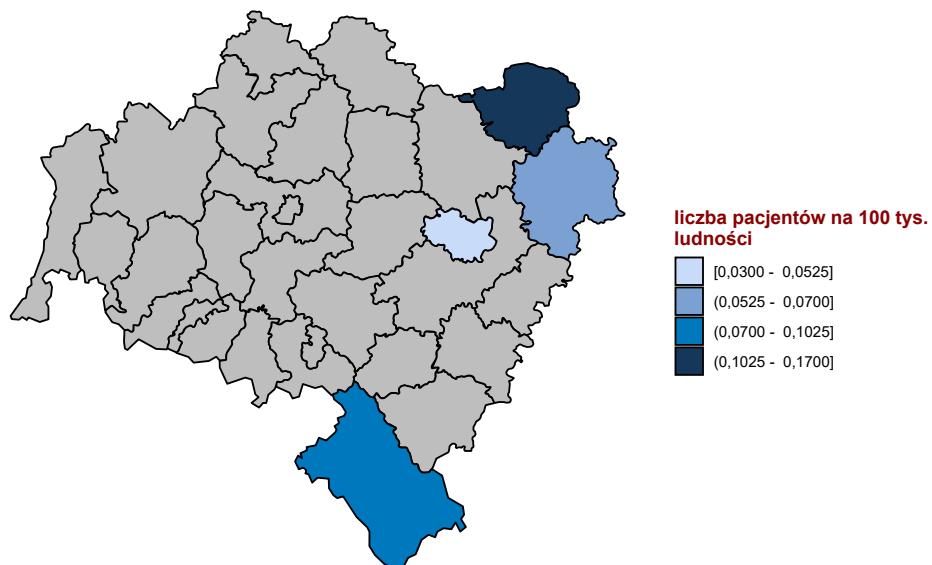 liczba pacjentów na 100 tys.
ludności
[0,0300 - 0,0525]
(0,0525 - 0,0700]
(0,0700 - 0,1025]
(0,1025 - 0,1700]